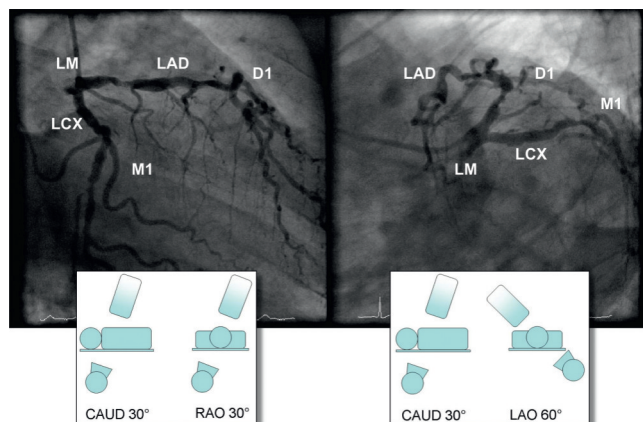 LM
LAD
D1
LCX
M1
LAD
D1
M1
LM
LCX
CAUD 30° RAO 30°
CAUD 30° LAO 60°